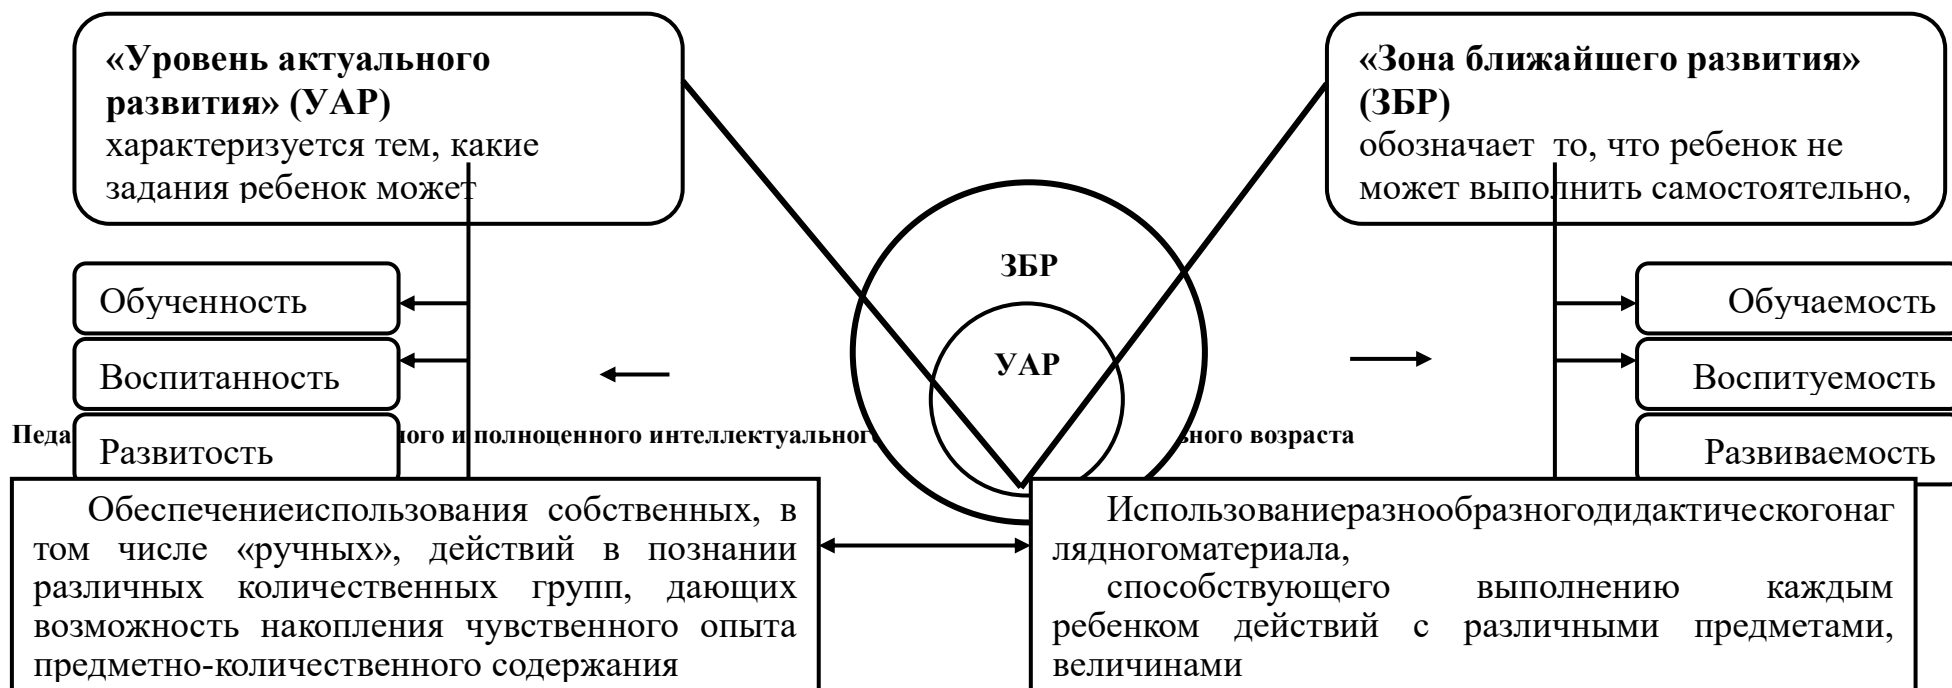 «Уровень актуального
развития» (УАР)
характеризуется тем, какие
задания ребенок может
«Зона ближайшего развития»
(ЗБР)
обозначает то, что ребенок не
может выполнить самостоятельно,
ЗБР
УАР
Обученность
Воспитанность
Развитость
Обучаемость
Воспитуемость
Развиваемость
и полноценного интеллектуального возраста
Обеспечениеиспользования собственных, в
том числе «ручных», действий в познании
различных количественных групп, дающих
возможность накопления чувственного опыта
предметно-количественного содержания
Использованиеразнообразногодидактическогонаг
лядногоматериала,
способствующего выполнению каждым
ребенком действий с различными предметами,
величинами